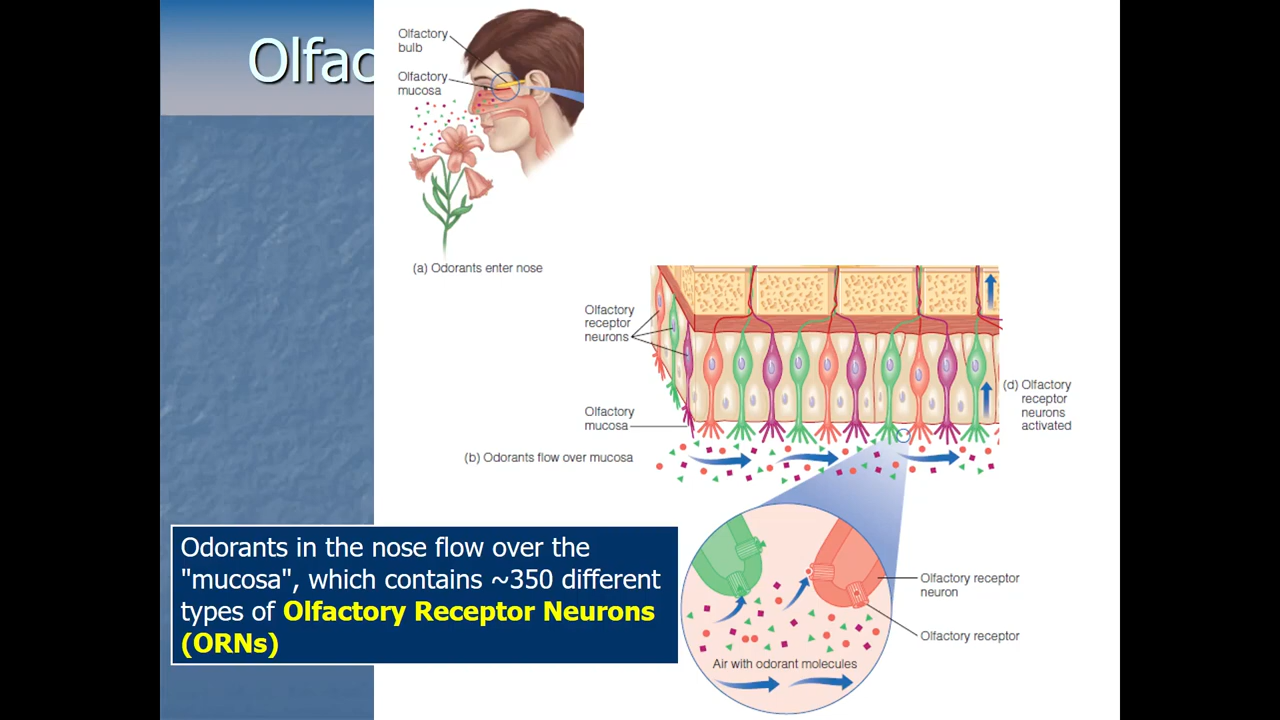 Olfac
Olfactory
bulb
Olfactory
mucosa
(a) Odorants enter nose
Olfactory
receptor
neurons
Olfactory
mucosa
(b) Odorants flow over mucosa
(d) Olfactory
receptor
neurons
activated
Odorants in the nose flow over the
"mucosa", which contains ~350 different
types of Olfactory Receptor Neurons
(ORNs)
Olfactory receptor
neuron
Olfactory receptor
Air with odorant molecules